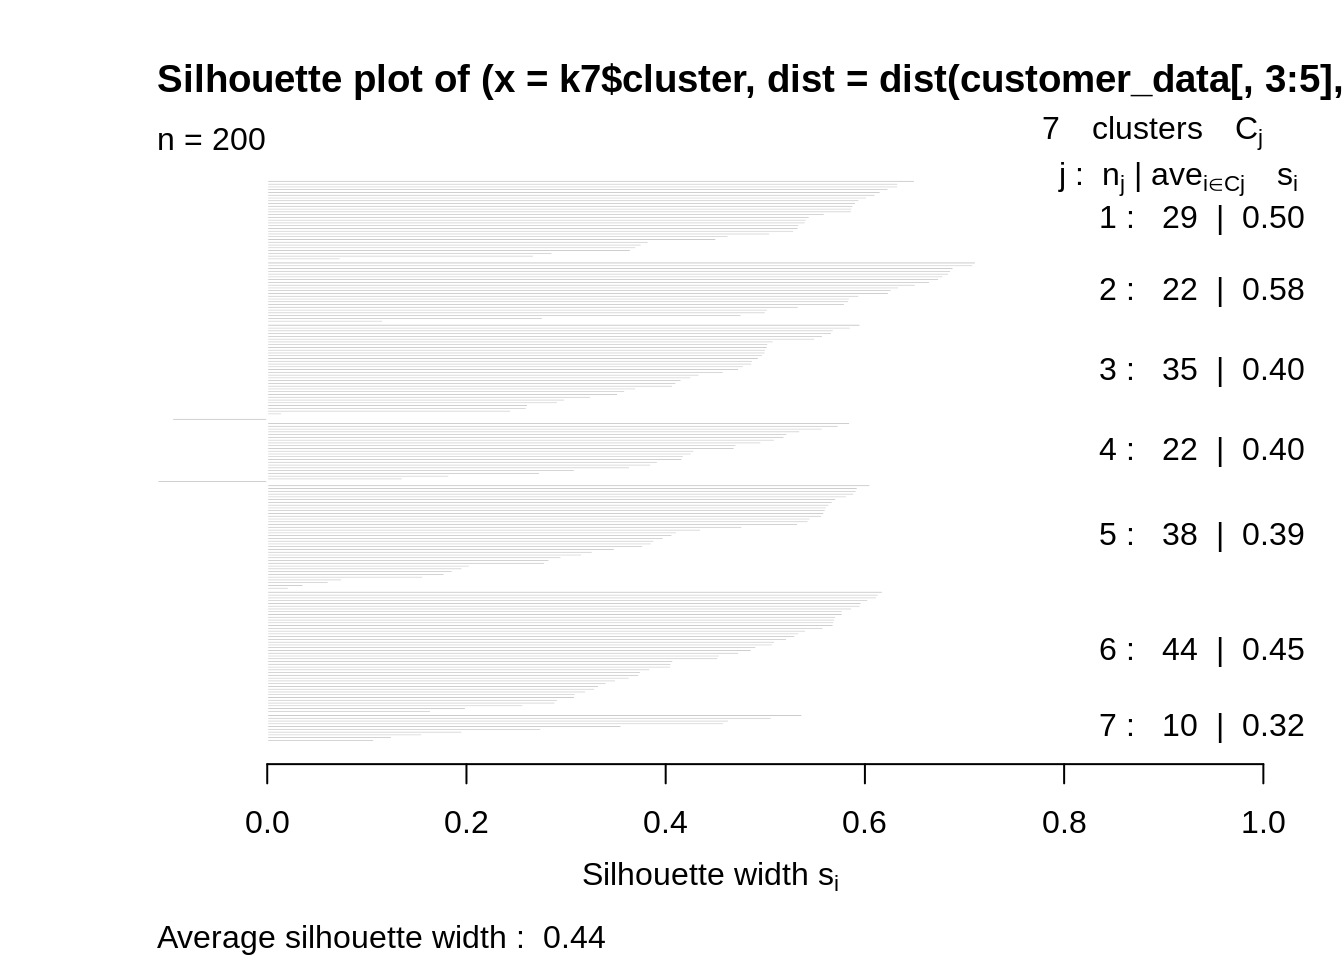 Silhouette plot of (x = k7$cluster, dist = dist(customer_data[, 3:5],
n = 200
7 clusters Cj
j : nj | avei∈Cj si
1 : 29 | 0.50
2 : 22 | 0.58
3 : 35 | 0.40
4 : 22 | 0.40
5 : 38 | 0.39
6 : 44 | 0.45
7 : 10 | 0.32
0.0 0.2 0.4 0.6 0.8 1.0
Silhouette width si
Average silhouette width : 0.44